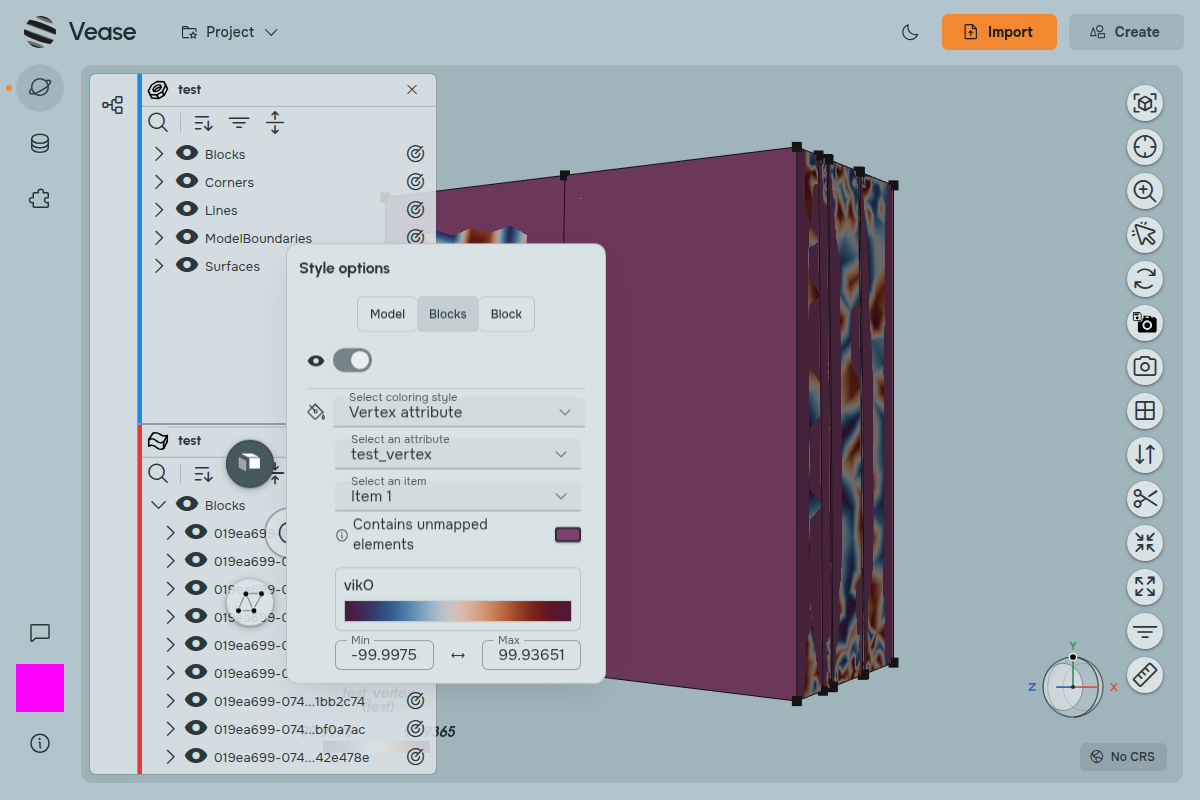 Vease
Project
Import
Create
test
Blocks
Corners
Lines
ModelBoundaries
Surfaces
Style options
Model
Blocks
Block
Select coloring style
Vertex attribute
Select an attribute
test_vertex
Select an item
Item 1
Contains unmapped
elements
vikO
Min
-99.9975
Max
99.93651
test
Blocks
019ea699-074...1bb2c74
019ea699-074...bf0a7ac
019ea699-074...42e478e
test_vertex
(test)
Y
Z
X
No CRS